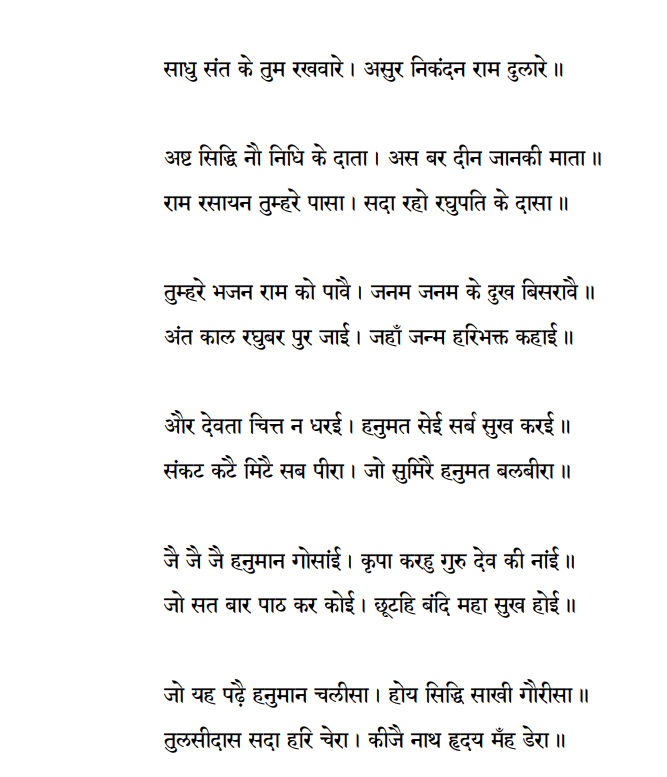 साधु संत के तुम रखवारे। असुर निकंदन राम दुलारे॥
अष्ट सिद्धि नौ निधि के दाता। अस बर दीन जानकी माता॥
राम रसायन तुम्हरे पासा। सदा रहो रघुपति के दासा॥
तुम्हरे भजन राम को पावै। जनम जनम के दुख बिसरावै॥
अंत काल रघुबर पुर जाई। जहाँ जन्म हरिभक्त कहाई॥
और देवता चित्त न धरई। हनुमत सेई सर्ब सुख करई॥
संकट कटै मिटै सब पीरा। जो सुमिरै हनुमत बलबीरा॥
जै जै जै हनुमान गोसांई। कृपा करहु गुरु देव की नांई॥
जो सत बार पाठ कर कोई। छूटहि बंदि महा सुख होई॥
जो यह पढ़ै हनुमान चलीसा। होय सिद्धि साखी गौरीसा॥
तुलसीदास सदा हरि चेरा। कीजै नाथ हृदय मँह डेरा॥